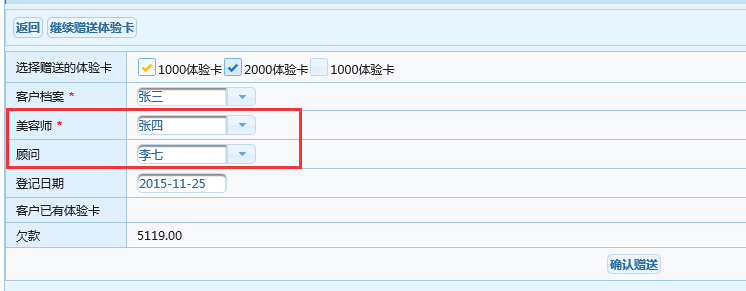 返回 继续赠送体验卡
选择赠送的体验卡 1000体验卡 2000体验卡 1000体验卡
客户档案 * 张三
美容师 * 张四
顾问 李七
登记日期 2015-11-25
客户已有体验卡
欠款 5119.00
确认赠送